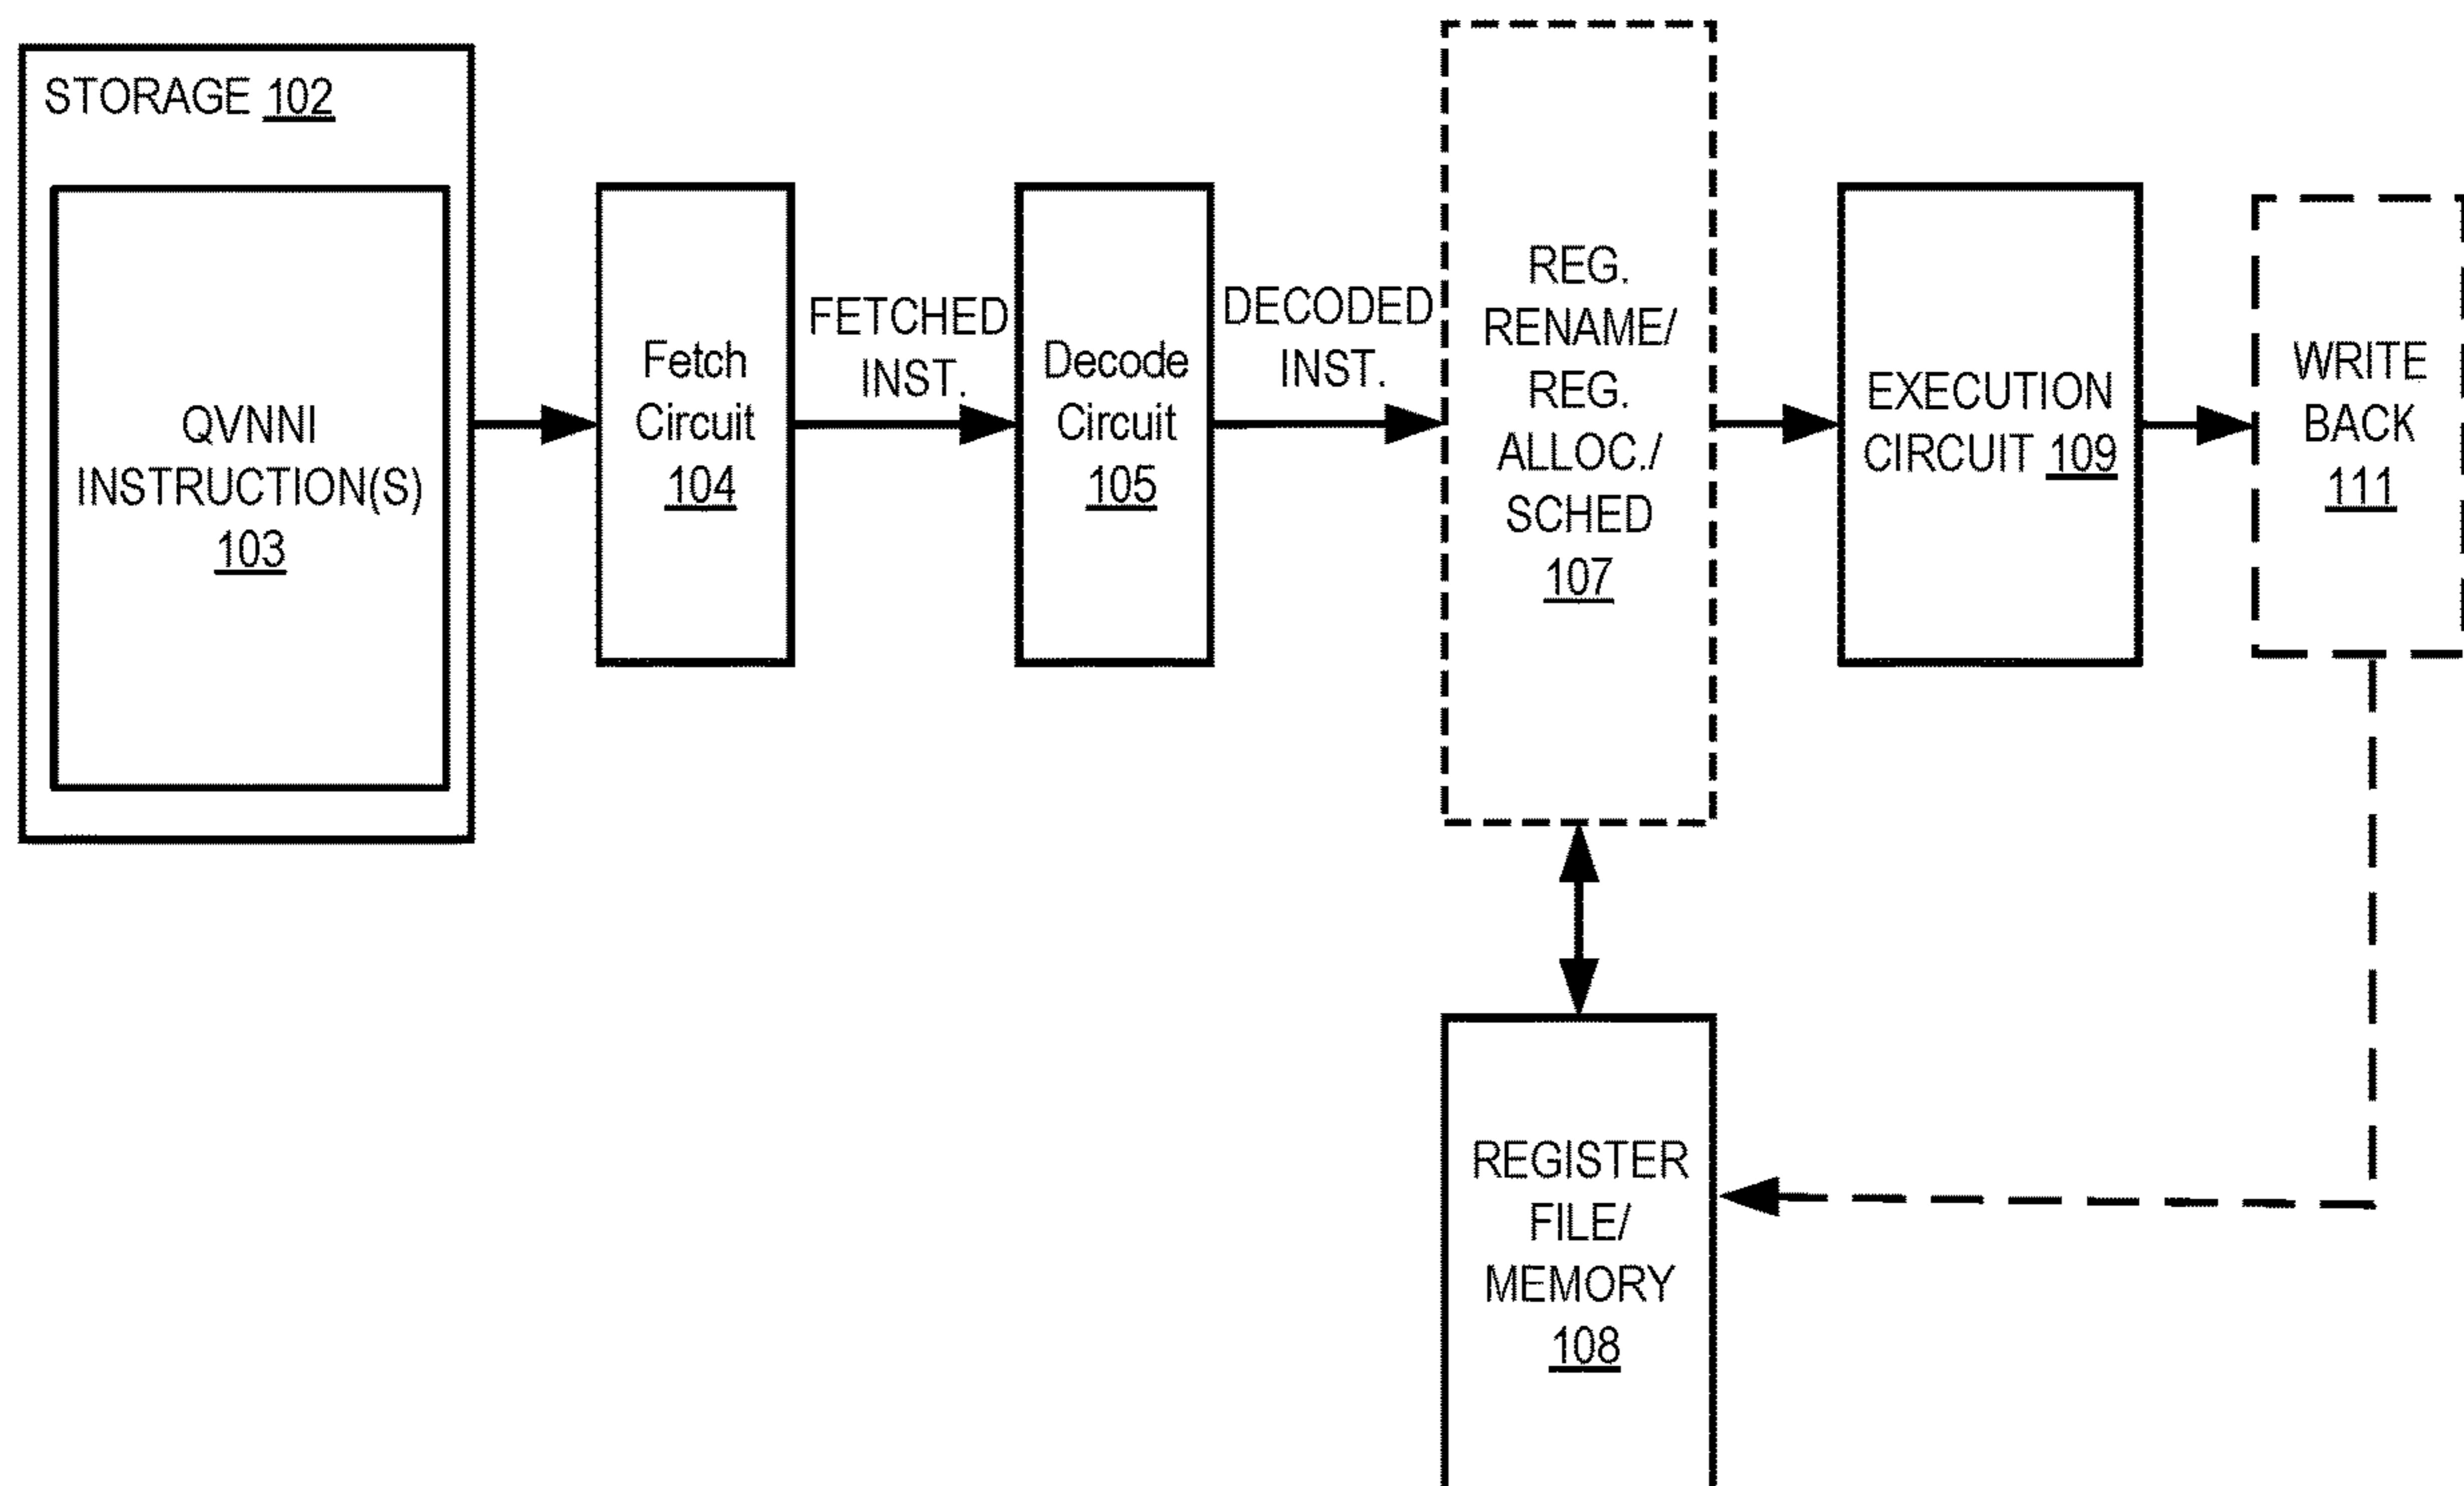 STORAGE 102
QVNNI
INSTRUCTION(S)
103
Fetch
Circuit
104
FETCHED
INST.
Decode
Circuit
105
DECODED
INST.
REG.
RENAME/
REG.
ALLOC./
SCHED
107
EXECUTION
CIRCUIT 109
WRITE
BACK
111
REGISTER
FILE/
MEMORY
108